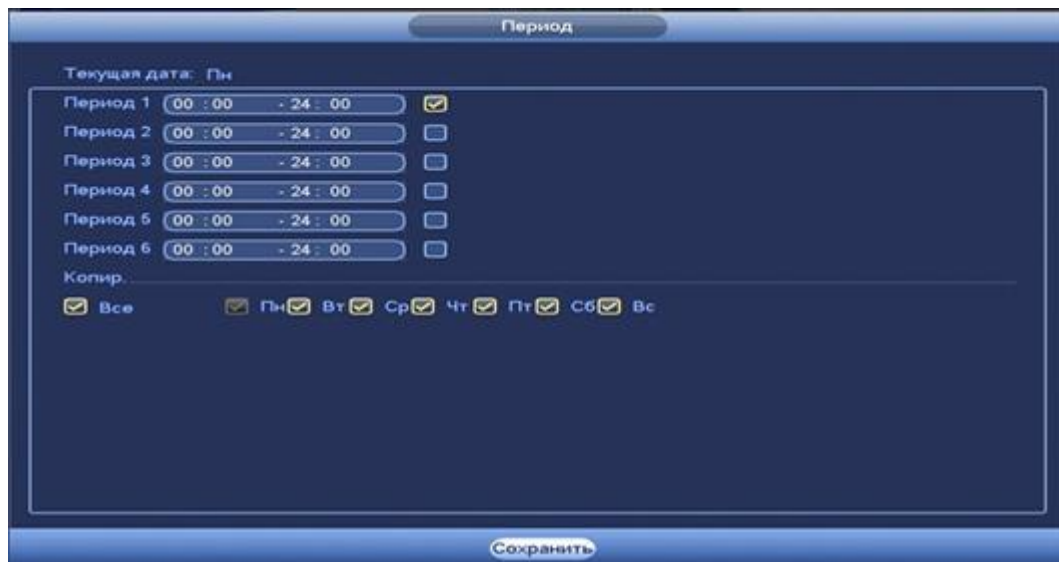 Период
Текущая дата: Пн
Период 1 00 : 00 - 24 : 00
Период 2 00 : 00 - 24 : 00
Период 3 00 : 00 - 24 : 00
Период 4 00 : 00 - 24 : 00
Период 5 00 : 00 - 24 : 00
Период 6 00 : 00 - 24 : 00
Копир.
Все Пн Вт Ср Чт Пт Сб Вс
Сохранить